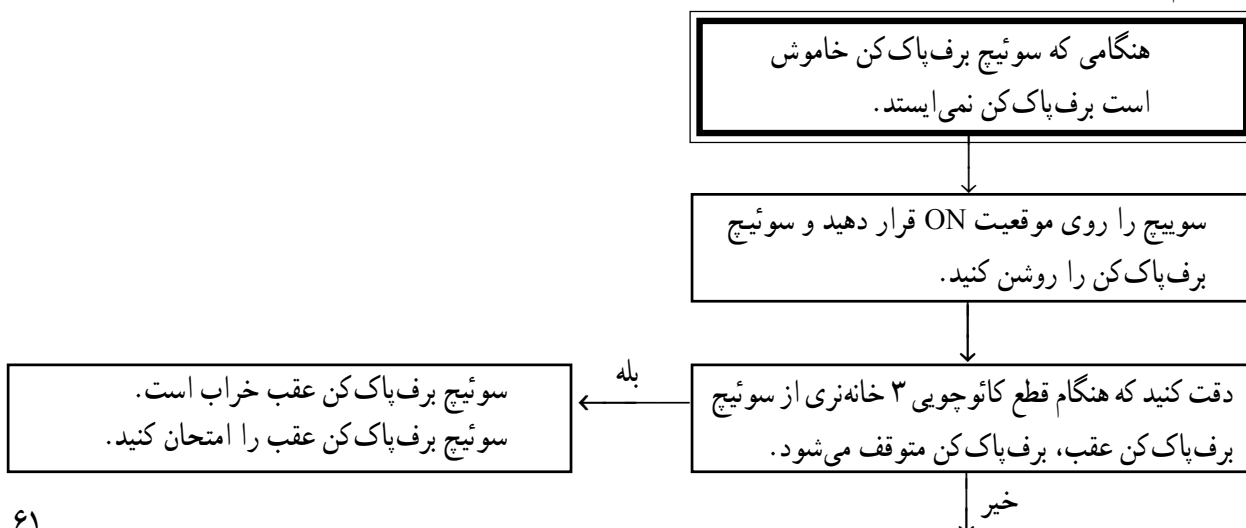 هنگامی که سوئیچ برف‌پاک‌کن خاموش
است برف‌پاک‌کن نمی‌ایستد.
سوییچ را روی موقعیت ON قرار دهید و سوئیچ
برف‌پاک‌کن را روشن کنید.
دقت کنید که هنگام قطع کائوچویی ۳ خانه‌نری از سوئیچ
برف‌پاک‌کن عقب، برف‌پاک‌کن متوقف می‌شود.
بله
سوئیچ برف‌پاک‌کن عقب خراب است.
سوئیچ برف‌پاک‌کن عقب را امتحان کنید.
خیر
۶۱